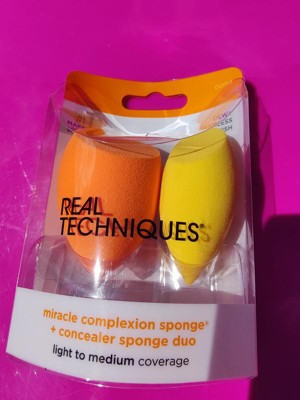 REAL
TECHNIQUES
miracle complexion sponge®
+ concealer sponge duo
light to medium coverage